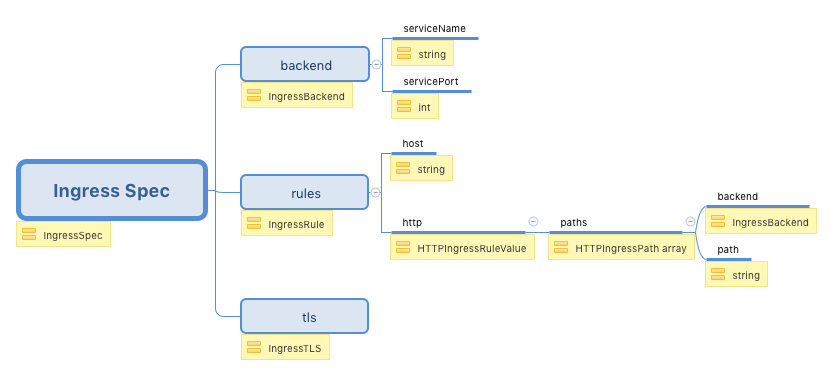 Ingress Spec
IngressSpec
backend
IngressBackend
serviceName
string
servicePort
int
rules
IngressRule
host
string
http
HTTPIngressRuleValue
paths
HTTPIngressPath array
backend
IngressBackend
path
string
tls
IngressTLS